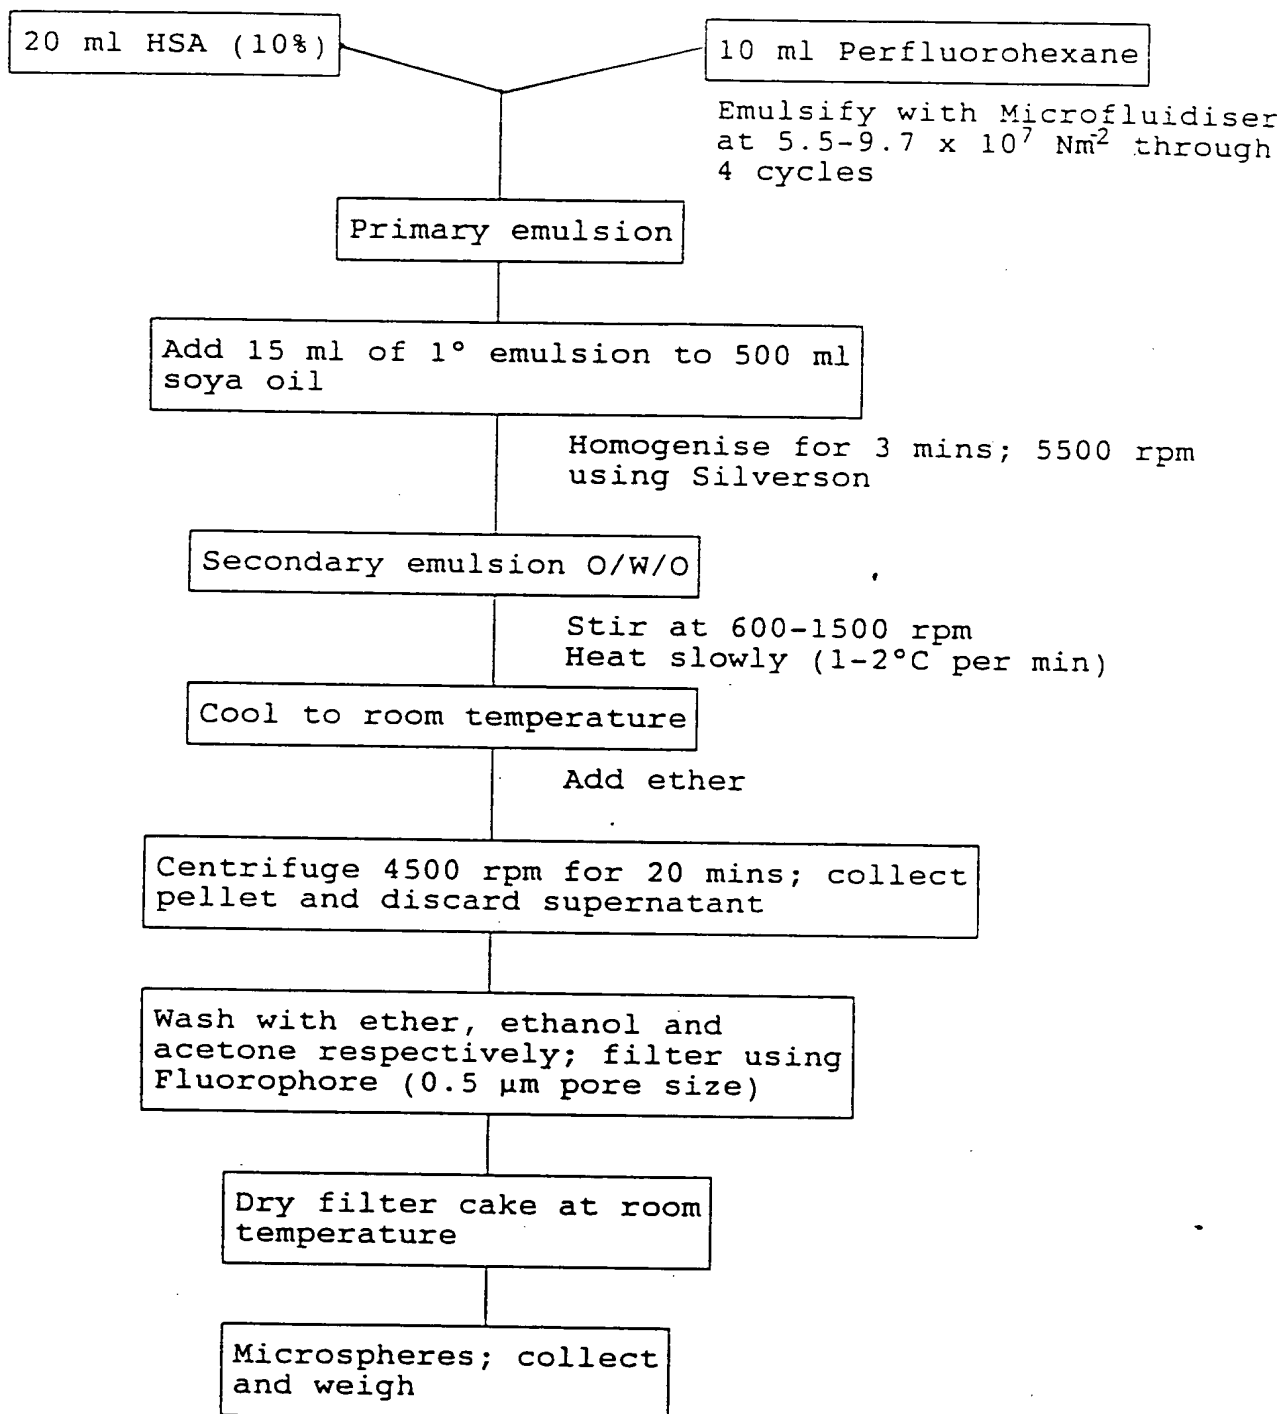 20 ml HSA (10%)
10 ml Perfluorohexane
Emulsify with Microfluidiser
at 5.5-9.7 x 10⁷ Nm⁻² through
4 cycles
Primary emulsion
Add 15 ml of 1° emulsion to 500 ml
soya oil
Homogenise for 3 mins; 5500 rpm
using Silverson
Secondary emulsion O/W/O
Stir at 600-1500 rpm
Heat slowly (1-2°C per min)
Cool to room temperature
Add ether
Centrifuge 4500 rpm for 20 mins; collect
pellet and discard supernatant
Wash with ether, ethanol and
acetone respectively; filter using
Fluorophore (0.5 µm pore size)
Dry filter cake at room
temperature
Microspheres; collect
and weigh